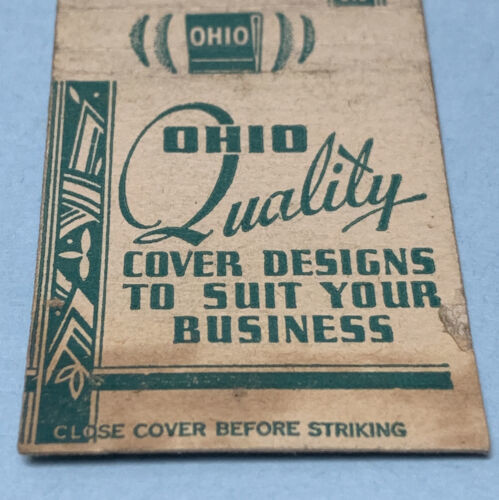 OHIO
OHIO
Quality
COVER DESIGNS
TO SUIT YOUR
BUSINESS
CLOSE COVER BEFORE STRIKING